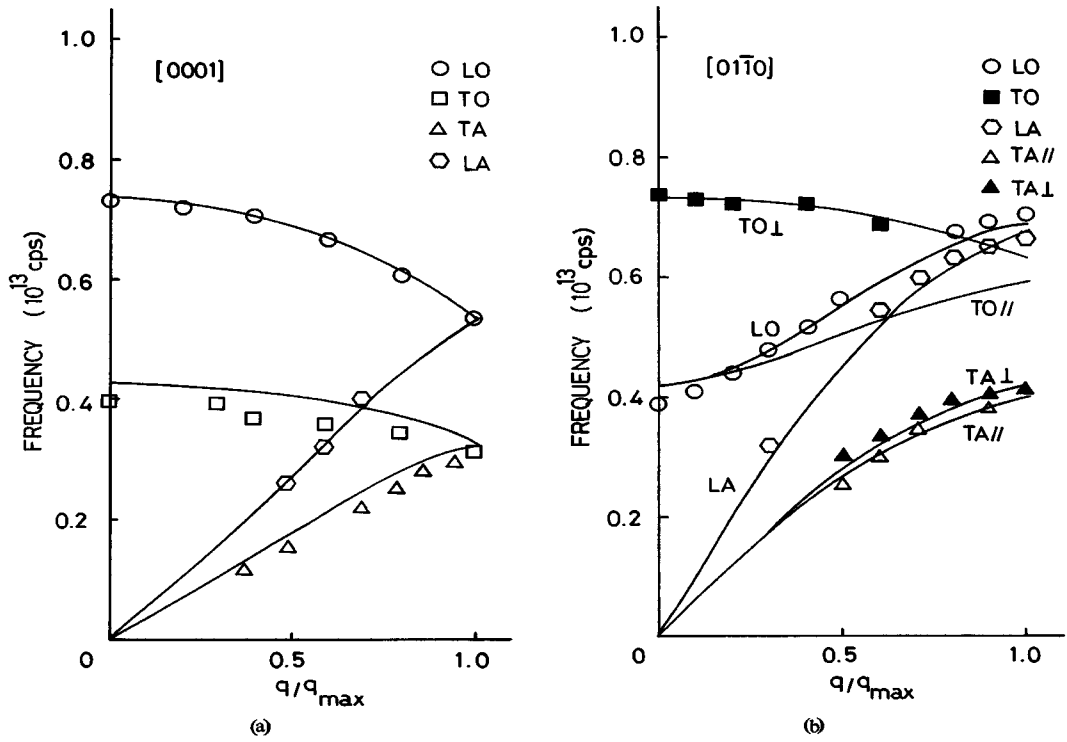 [0001]
LO
TO
TA
LA
1.0
0.8
0.6
0.4
0.2
0
0.5
1.0
FREQUENCY (10^13 cps)
q/q_max
(a)
[011̅0]
LO
TO
LA
TA//
TA⊥
1.0
0.8
0.6
0.4
0.2
0
0.5
1.0
FREQUENCY (10^13 cps)
TO⊥
LO
TO//
TA⊥
TA//
LA
q/q_max
(b)